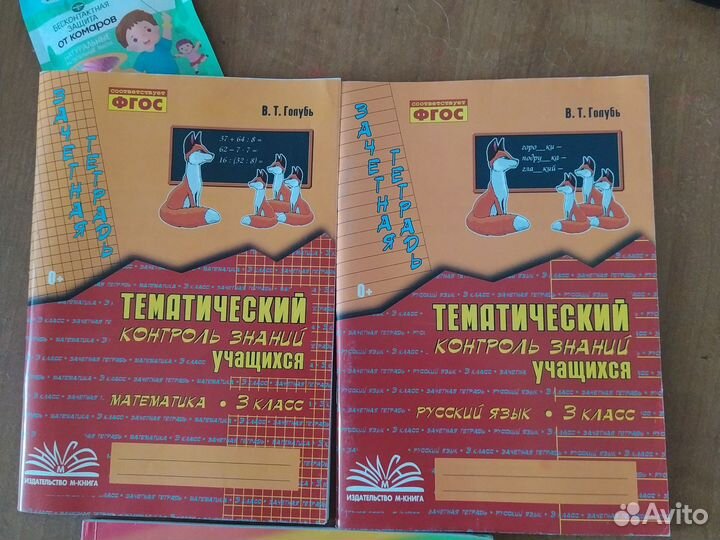 БЕСКОНТАКТНАЯ
ЗАЩИТА
ОТ КОМАРОВ
НАТУРАЛЬНЫЕ
СООТВЕТСТВУЕТ
ФГОС
В. Т. Голубь
ЗАЧЕТНАЯ
ТЕТРАДЬ
37 + 64 : 8 =
62 - 7 · 7 =
16 : (32 : 8) =
0+
ТЕМАТИЧЕСКИЙ
КОНТРОЛЬ ЗНАНИЙ
УЧАЩИХСЯ
МАТЕМАТИКА • 3 КЛАСС
М
ИЗДАТЕЛЬСТВО М-КНИГА
СООТВЕТСТВУЕТ
ФГОС
В. Т. Голубь
ЗАЧЕТНАЯ
ТЕТРАДЬ
горо__ки –
подру__ка –
гла__кий –
0+
ТЕМАТИЧЕСКИЙ
КОНТРОЛЬ ЗНАНИЙ
УЧАЩИХСЯ
РУССКИЙ ЯЗЫК • 3 КЛАСС
М
ИЗДАТЕЛЬСТВО М-КНИГА
Avito